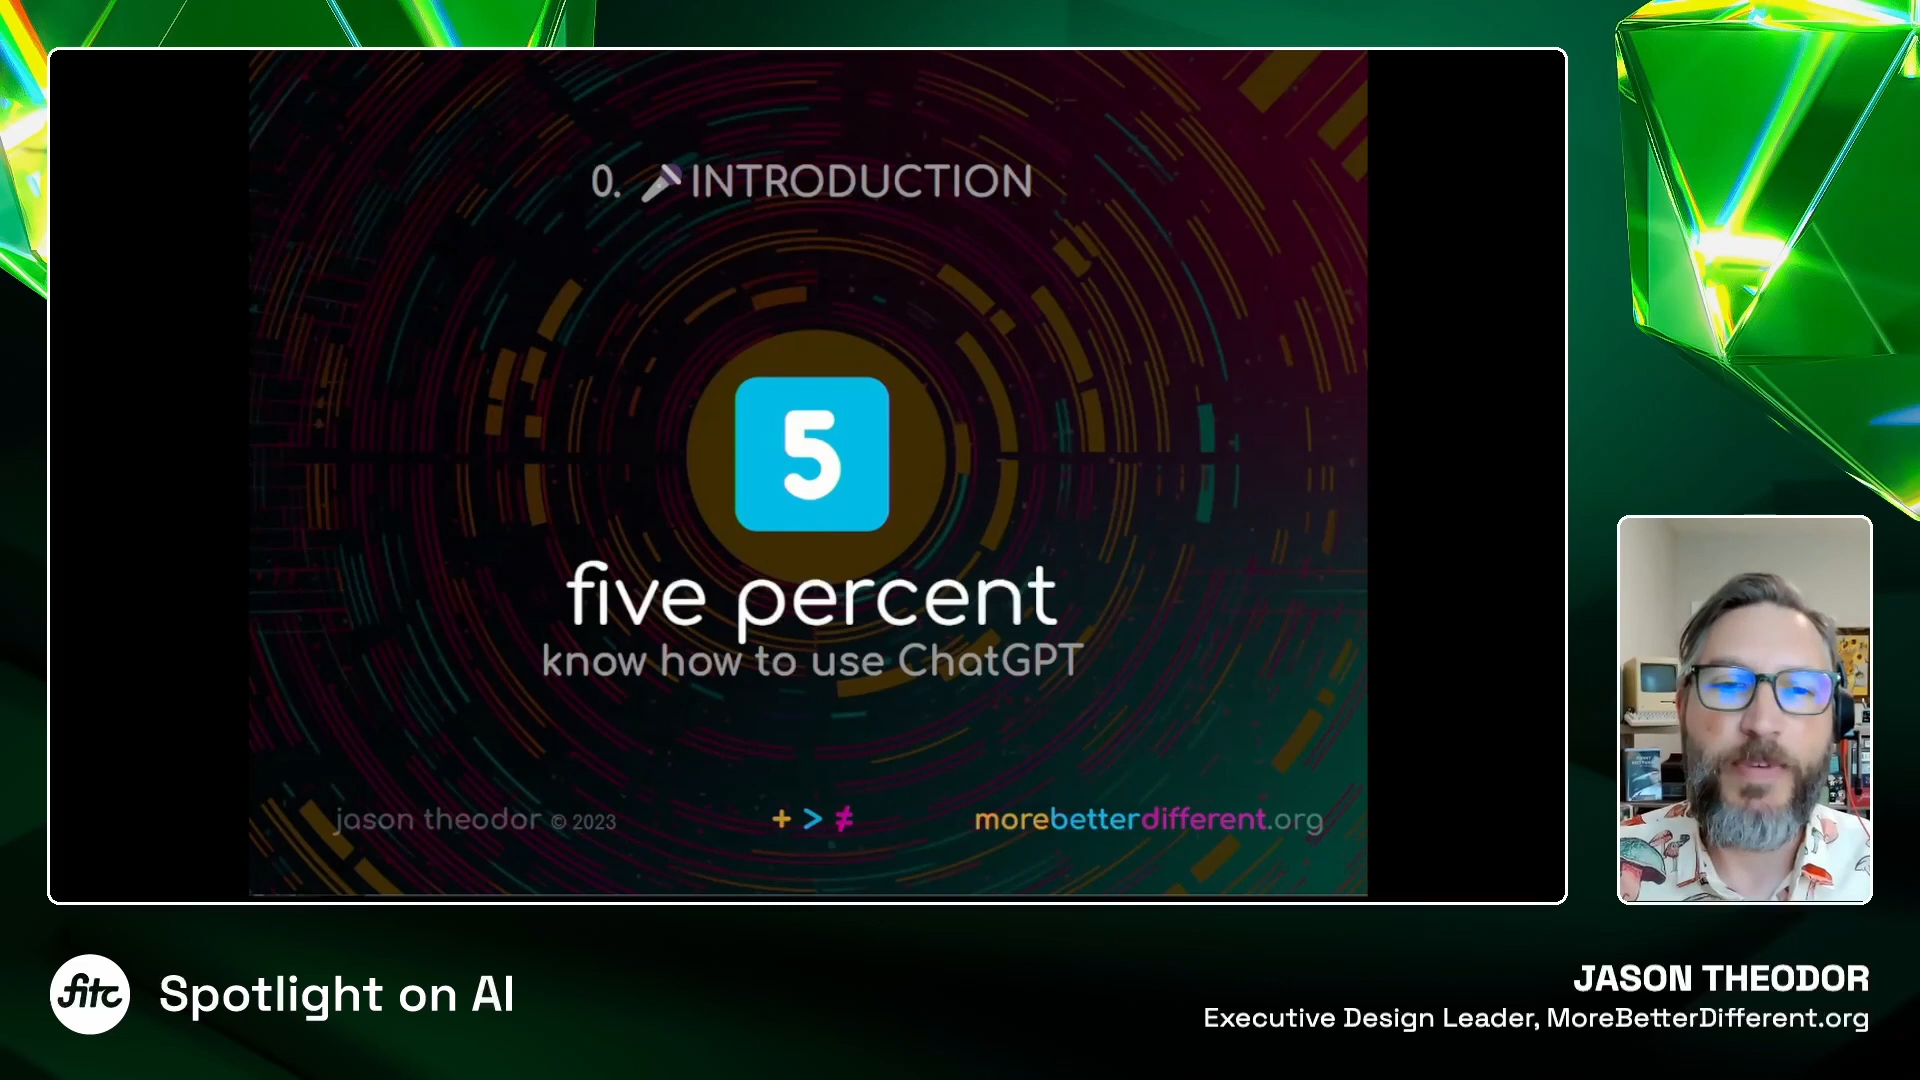 0. 🎤 INTRODUCTION
5
five percent
know how to use ChatGPT
jason theodor © 2023
+ > ≠
morebetterdifferent.org
fitc
Spotlight on AI
JASON THEODOR
Executive Design Leader, MoreBetterDifferent.org